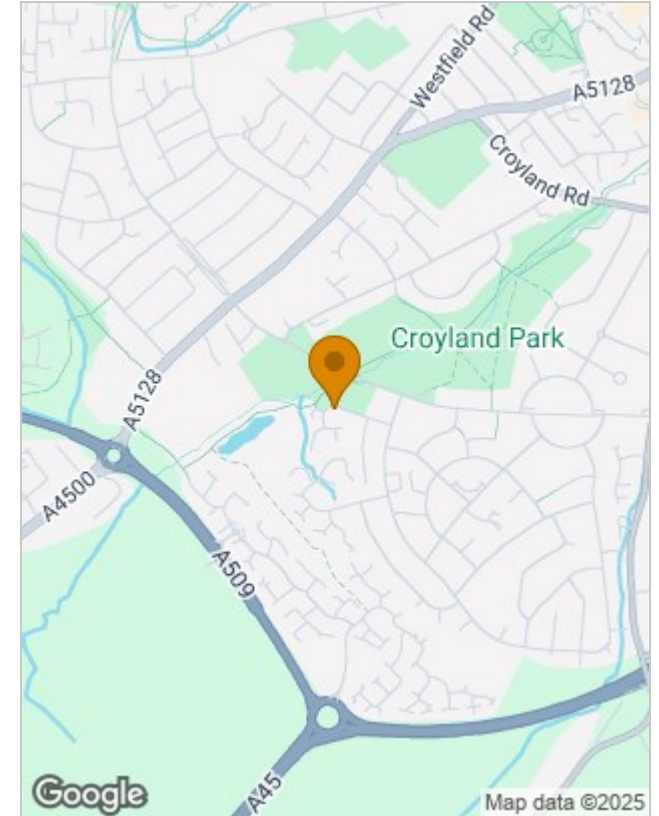 Westfield Rd
A5128
Croyland Rd
Croyland Park
A5128
A4500
A509
A45
Google
Map data ©2025